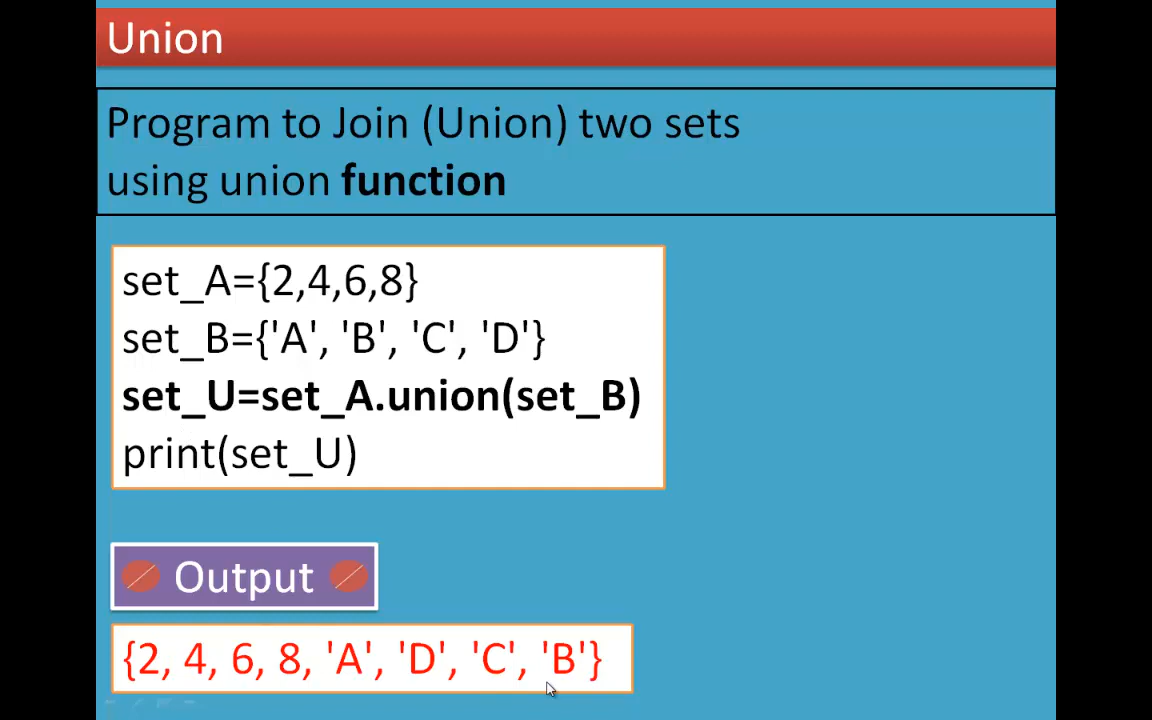 Union
Program to Join (Union) two sets
using union function
set_A={2,4,6,8}
set_B={'A', 'B', 'C', 'D'}
set_U=set_A.union(set_B)
print(set_U)
Output
{2, 4, 6, 8, 'A', 'D', 'C', 'B'}